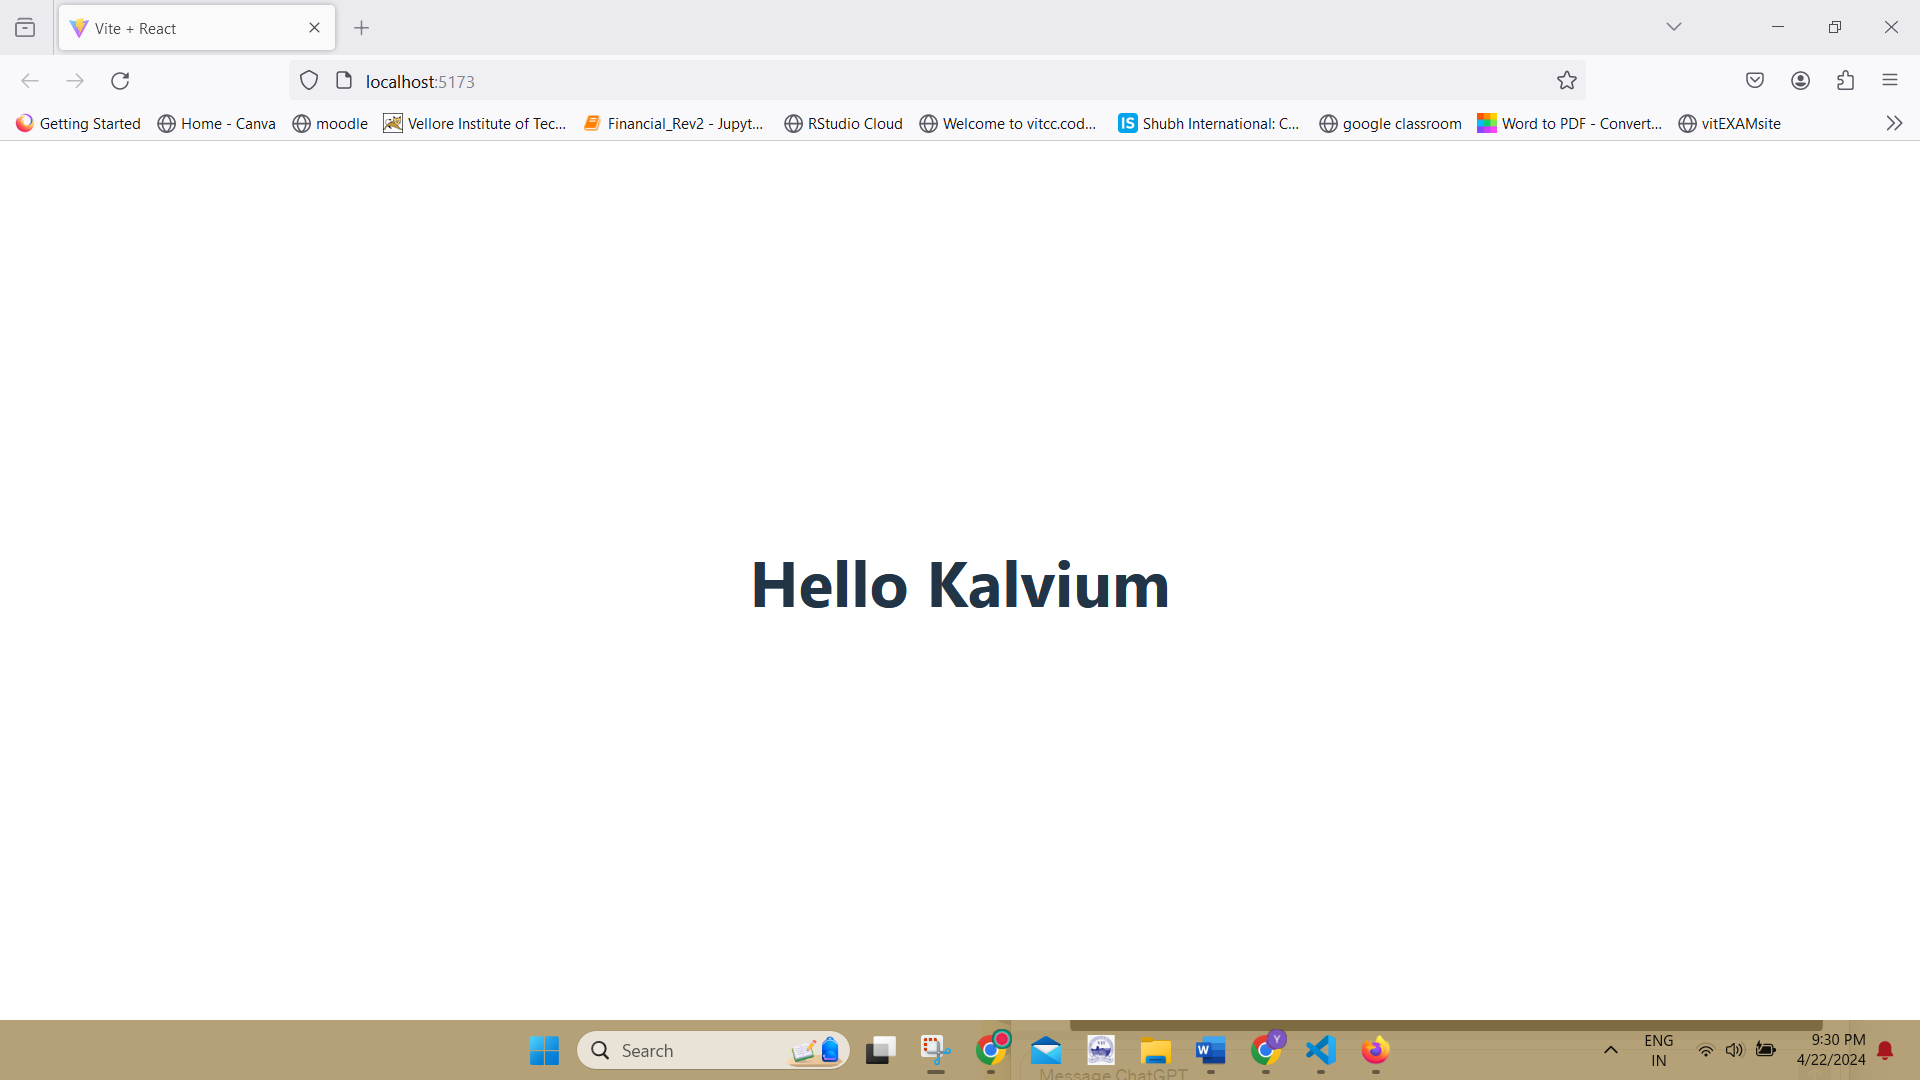 Vite + React
localhost:5173
Getting Started Home - Canva moodle Vellore Institute of Tec... Financial_Rev2 - Jupyt... RStudio Cloud Welcome to vitcc.cod... IS Shubh International: C... google classroom Word to PDF - Convert... vitEXAMsite
Hello Kalvium
Search
W
Y
ENG
IN
9:30 PM
4/22/2024
Message ChatGPT